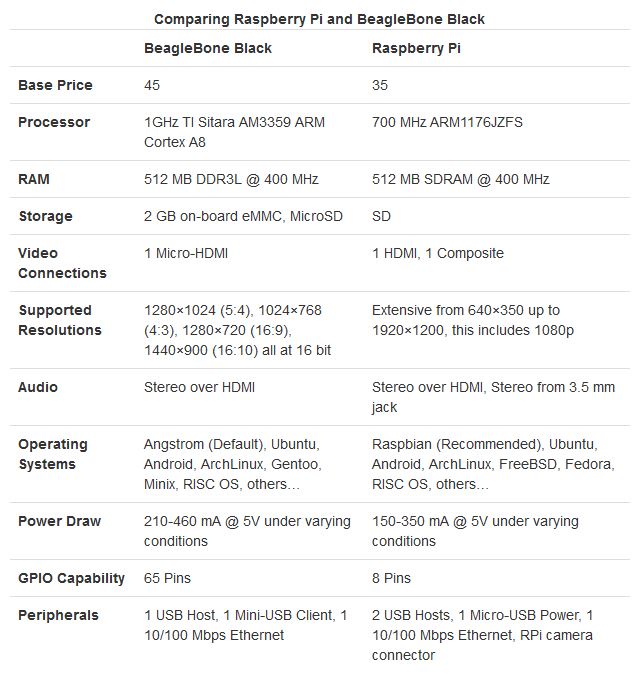 Comparing Raspberry Pi and BeagleBone Black
BeagleBone Black Raspberry Pi
Base Price 45 35
Processor 1GHz TI Sitara AM3359 ARM 700 MHz ARM1176JZFS
Cortex A8
RAM 512 MB DDR3L @ 400 MHz 512 MB SDRAM @ 400 MHz
Storage 2 GB on-board eMMC, MicroSD SD
Video 1 Micro-HDMI 1 HDMI, 1 Composite
Connections
Supported 1280×1024 (5:4), 1024×768 Extensive from 640×350 up to
Resolutions (4:3), 1280×720 (16:9), 1920×1200, this includes 1080p
1440×900 (16:10) all at 16 bit
Audio Stereo over HDMI Stereo over HDMI, Stereo from 3.5 mm
jack
Operating Angstrom (Default), Ubuntu, Raspbian (Recommended), Ubuntu,
Systems Android, ArchLinux, Gentoo, Android, ArchLinux, FreeBSD, Fedora,
Minix, RISC OS, others… RISC OS, others…
Power Draw 210-460 mA @ 5V under varying 150-350 mA @ 5V under varying
conditions conditions
GPIO Capability 65 Pins 8 Pins
Peripherals 1 USB Host, 1 Mini-USB Client, 1 2 USB Hosts, 1 Micro-USB Power, 1
10/100 Mbps Ethernet 10/100 Mbps Ethernet, RPi camera
connector